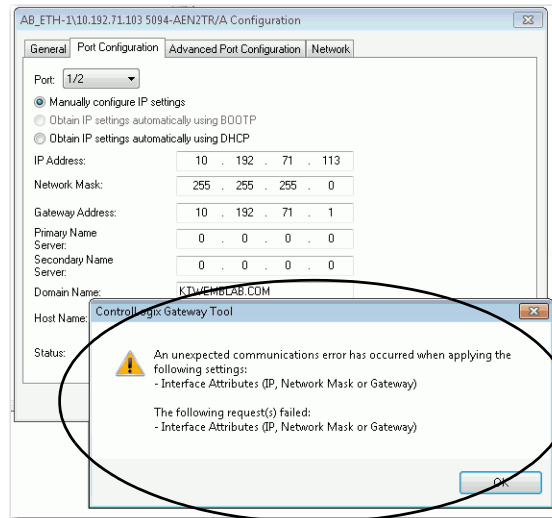 AB_ETH-1\10.192.71.103 5094-AEN2TR/A Configuration
General Port Configuration Advanced Port Configuration Network
Port: 1/2
Manually configure IP settings
Obtain IP settings automatically using BOOTP
Obtain IP settings automatically using DHCP
IP Address: 10 . 192 . 71 . 113
Network Mask: 255 . 255 . 255 . 0
Gateway Address: 10 . 192 . 71 . 1
Primary Name
Server: 0 . 0 . 0 . 0
Secondary Name
Server: 0 . 0 . 0 . 0
Domain Name: KTWEMBLAB.COM
Host Name:
Status:
ControlLogix Gateway Tool
An unexpected communications error has occurred when applying the
following settings:
- Interface Attributes (IP, Network Mask or Gateway)
The following request(s) failed:
- Interface Attributes (IP, Network Mask or Gateway)
OK